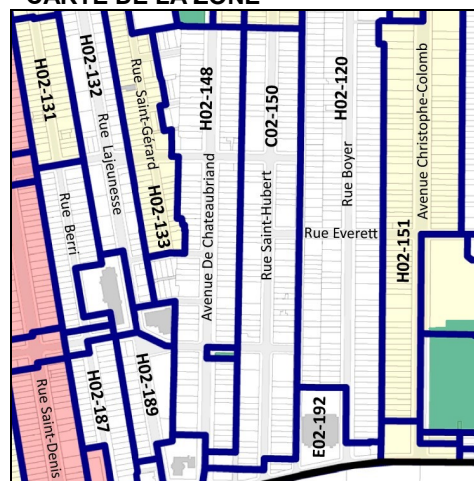 CARTE DE LA ZONE
H02-131
H02-132
Rue Saint-Gérard
H02-148
C02-150
H02-120
Avenue Christophe-Colomb
Rue Lajeunesse
H02-133
Rue Berri
Avenue De Chateaubriand
Rue Saint-Hubert
Rue Boyer
Rue Everett
H02-151
Rue Saint-Denis
H02-187
H02-189
E02-192